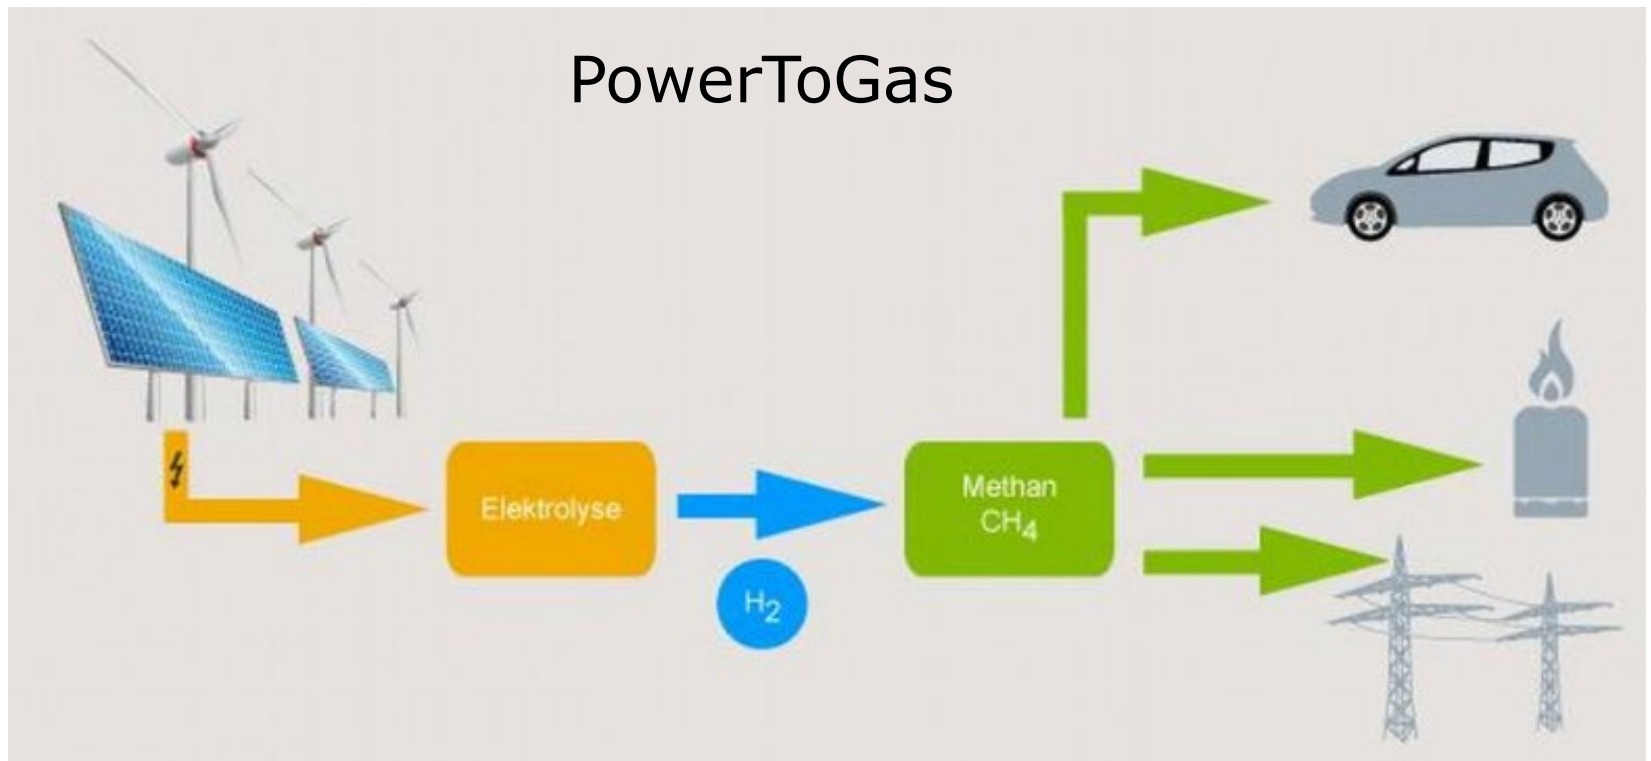 PowerToGas
Elektrolyse
H₂
Methan
CH₄